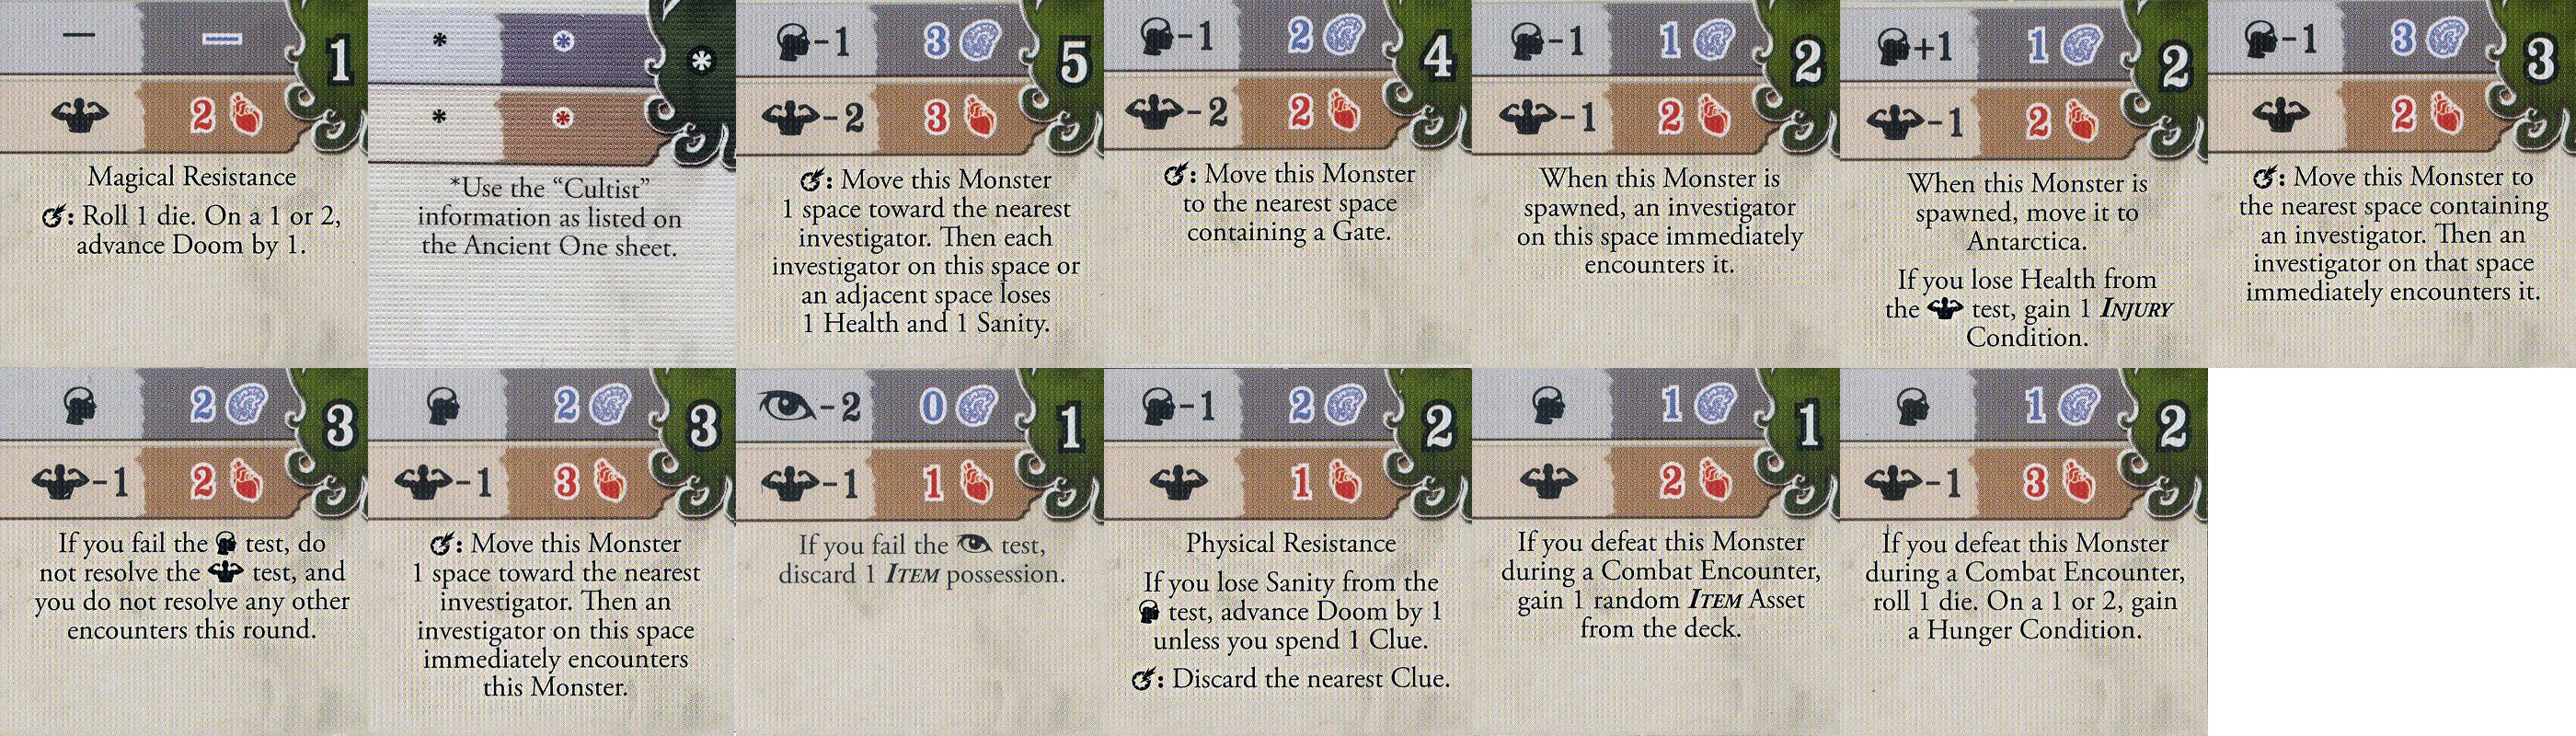 —
—
1
2
Magical Resistance
: Roll 1 die. On a 1 or 2,
advance Doom by 1.
*
*
*
*
*
*Use the “Cultist”
information as listed on
the Ancient One sheet.
-1
3
5
-2
3
: Move this Monster
1 space toward the nearest
investigator. Then each
investigator on this space or
an adjacent space loses
1 Health and 1 Sanity.
-1
2
4
-2
2
: Move this Monster
to the nearest space
containing a Gate.
-1
1
2
-1
2
When this Monster is
spawned, an investigator
on this space immediately
encounters it.
+1
1
2
-1
2
When this Monster is
spawned, move it to
Antarctica.
If you lose Health from
the test, gain 1 INJURY
Condition.
-1
3
3
2
: Move this Monster to
the nearest space containing
an investigator. Then an
investigator on that space
immediately encounters it.
2
3
-1
2
If you fail the test, do
not resolve the test, and
you do not resolve any other
encounters this round.
2
3
-1
3
: Move this Monster
1 space toward the nearest
investigator. Then an
investigator on this space
immediately encounters
this Monster.
-2
0
1
-1
1
If you fail the test,
discard 1 ITEM possession.
-1
2
2
1
Physical Resistance
If you lose Sanity from the
test, advance Doom by 1
unless you spend 1 Clue.
: Discard the nearest Clue.
1
1
2
If you defeat this Monster
during a Combat Encounter,
gain 1 random ITEM Asset
from the deck.
1
2
-1
3
If you defeat this Monster
during a Combat Encounter,
roll 1 die. On a 1 or 2, gain
a Hunger Condition.